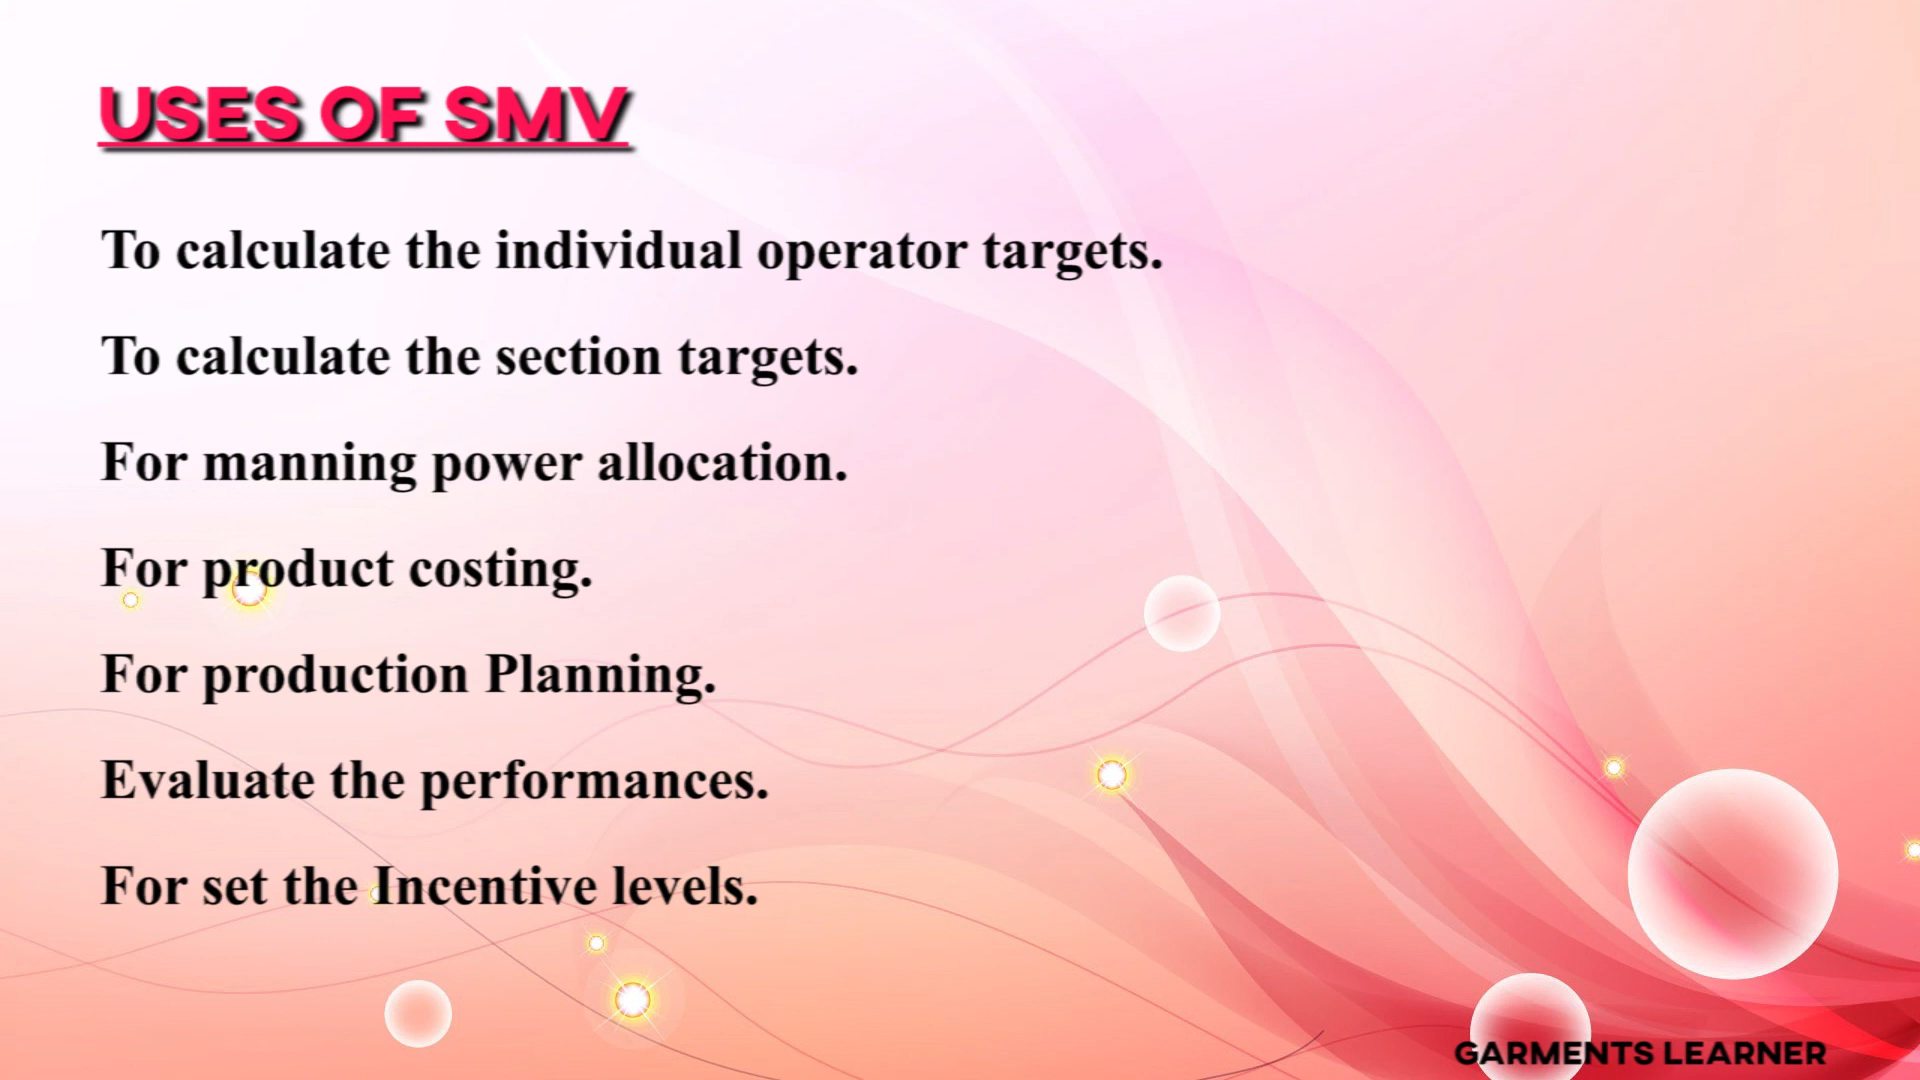 USES OF SMV
To calculate the individual operator targets.
To calculate the section targets.
For manning power allocation.
For product costing.
For production Planning.
Evaluate the performances.
For set the Incentive levels.
GARMENTS LEARNER